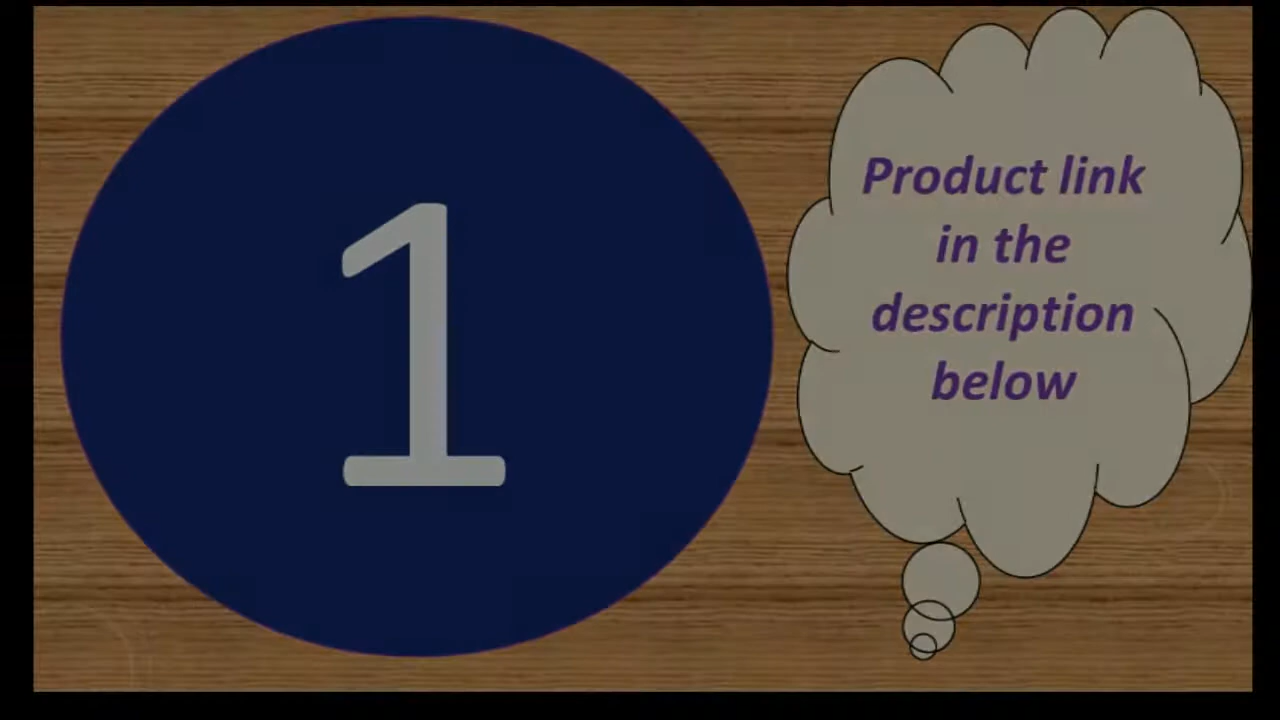 1
Product link
in the
description
below